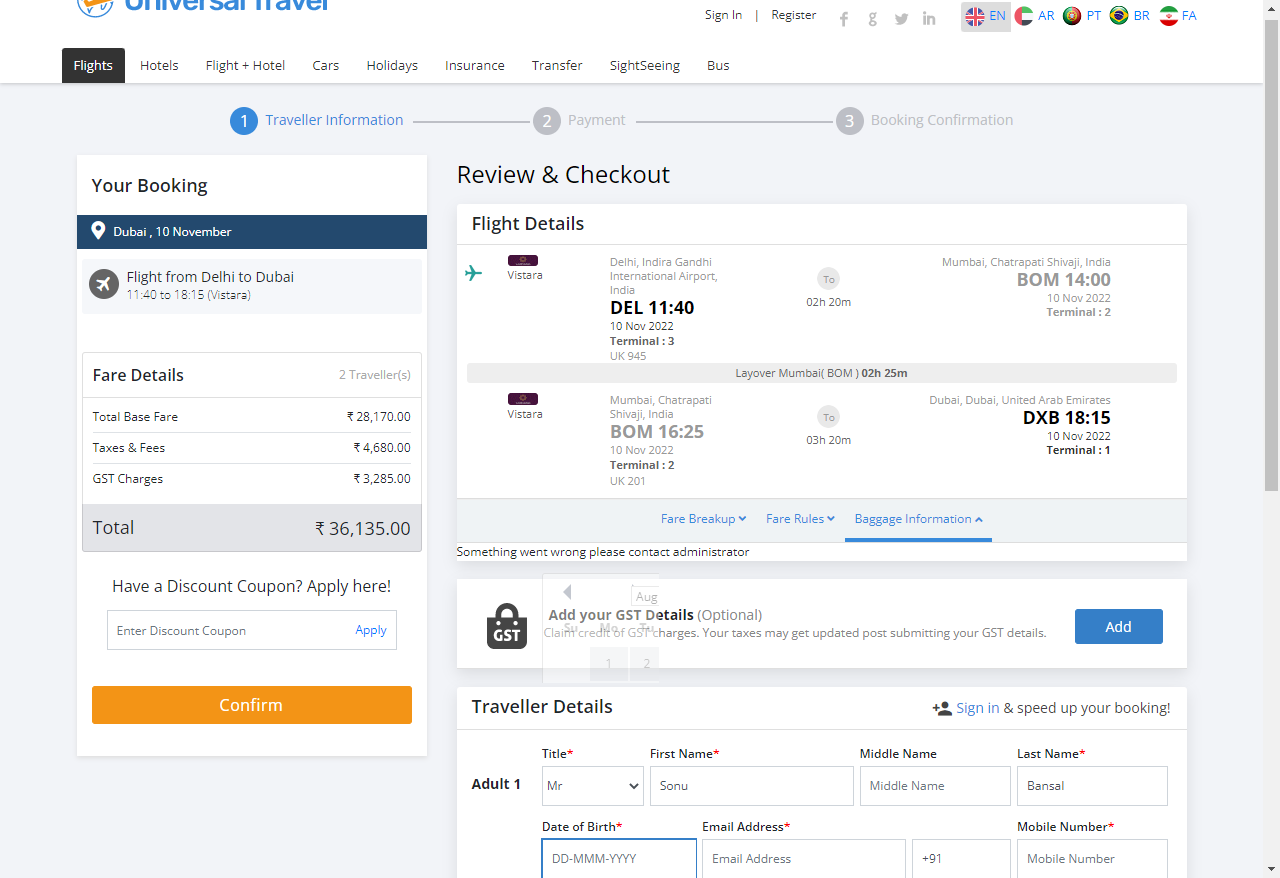 Universal Travel
Sign In | Register
EN AR PT BR FA
Flights Hotels Flight + Hotel Cars Holidays Insurance Transfer SightSeeing Bus
1 Traveller Information 2 Payment 3 Booking Confirmation
Your Booking
Dubai , 10 November
Flight from Delhi to Dubai
11:40 to 18:15 (Vistara)
Fare Details 2 Traveller(s)
Total Base Fare ₹ 28,170.00
Taxes & Fees ₹ 4,680.00
GST Charges ₹ 3,285.00
Total ₹ 36,135.00
Have a Discount Coupon? Apply here!
Enter Discount Coupon Apply
Confirm
Review & Checkout
Flight Details
Vistara
Delhi, Indira Gandhi
International Airport,
India
DEL 11:40
10 Nov 2022
Terminal : 3
UK 945
To
02h 20m
Mumbai, Chatrapati Shivaji, India
BOM 14:00
10 Nov 2022
Terminal : 2
Layover Mumbai( BOM ) 02h 25m
Vistara
Mumbai, Chatrapati
Shivaji, India
BOM 16:25
10 Nov 2022
Terminal : 2
UK 201
To
03h 20m
Dubai, Dubai, United Arab Emirates
DXB 18:15
10 Nov 2022
Terminal : 1
Fare Breakup Fare Rules Baggage Information
Something went wrong please contact administrator
GST
Aug
Add your GST Details (Optional)
Su Mo Tu
Claim credit of GST charges. Your taxes may get updated post submitting your GST details.
1 2
Add
Traveller Details
Sign in & speed up your booking!
Title* First Name* Middle Name Last Name*
Adult 1 Mr Sonu Middle Name Bansal
Date of Birth* Email Address* Mobile Number*
DD-MMM-YYYY Email Address +91 Mobile Number